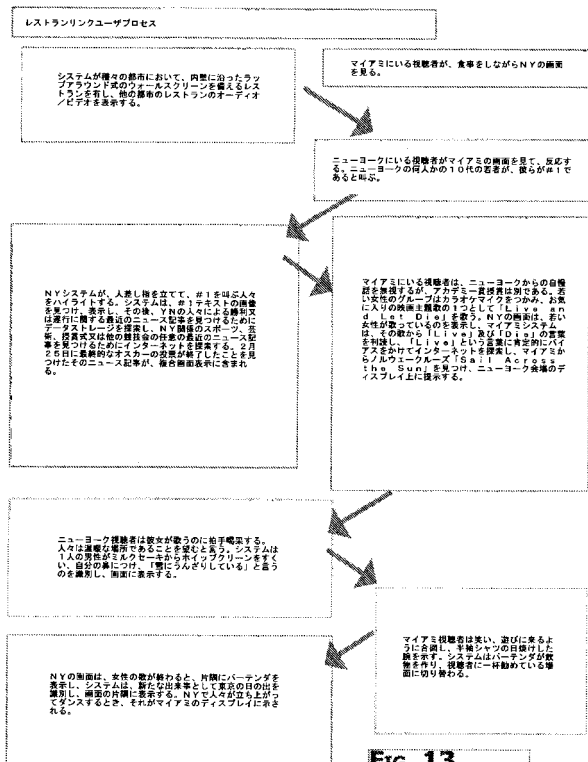 レストランリンクユーザプロセス
システムが種々の都市において、内壁に沿ったラッ
プアラウンド式のウォールスクリーンを備えるレス
トランを有し、他の都市のレストランのオーディオ
／ビデオを表示する。
マイアミにいる視聴者が、食事をしながらNYの画面
を見る。
ニューヨークにいる視聴者がマイアミの画面を見て、反応す
る。ニューヨークの何人かの10代の若者が、彼らが#1で
あると叫ぶ。
NYシステムが、人差し指を立てて、#1を叫ぶ人々
をハイライトする。システムは、#1テキストの画像
を見つけ、表示し、その後、YNの人々による勝利又
は遂行に関する最近のニュース記事を見つけるために
データストレージを探索し、NY関係のスポーツ、芸
術、授賞式又は他の競技会の任意の最近のニュース記
事を見つけるためにインターネットを探索する。2月
25日に最終的なオスカーの投票が終了したことを見
つけたそのニュース記事が、複合画面表示に含まれ
る。
マイアミにいる視聴者は、ニューヨークからの自慢
話を無視するが、アカデミー賞授賞は別である。若
い女性のグループはカラオケマイクをつかみ、お気
に入りの映画主題歌の1つとして「Live an
d Let Die」を歌う。NYの画面は、若い
女性が歌っているのを表示し、マイアミシステム
は、その歌から「Live」及び「Die」の言葉
を判読し、「Live」という言葉に肯定的にバイ
アスをかけてインターネットを探索し、マイアミか
らノルウェークルーズ「Sail Across
the Sun」を見つけ、ニューヨーク会場のデ
ィスプレイ上に提示する。
ニューヨーク視聴者は彼女が歌うのに拍手喝采する。
人々は温暖な場所であることを望むと言う。システムは
1人の男性がミルクセーキからホイップクリームをすく
い、自分の鼻につけ、「雪にうんざりしている」と言う
のを識別し、画面に表示する。
マイアミ視聴者は笑い、遊びに来るよ
うに合図し、半袖シャツの日焼けした
腕を示す。システムはバーテンダが飲
物を作り、視聴者に一杯勧めている場
面に切り替わる。
NYの画面は、女性の歌が終わると、片隅にバーテンダを
表示し、システムは、新たな出来事として東京の日の出を
識別し、画面の片隅に表示する。NYで人々が立ち上がっ
てダンスするとき、それがマイアミのディスプレイに示さ
れる。
FIG. 13